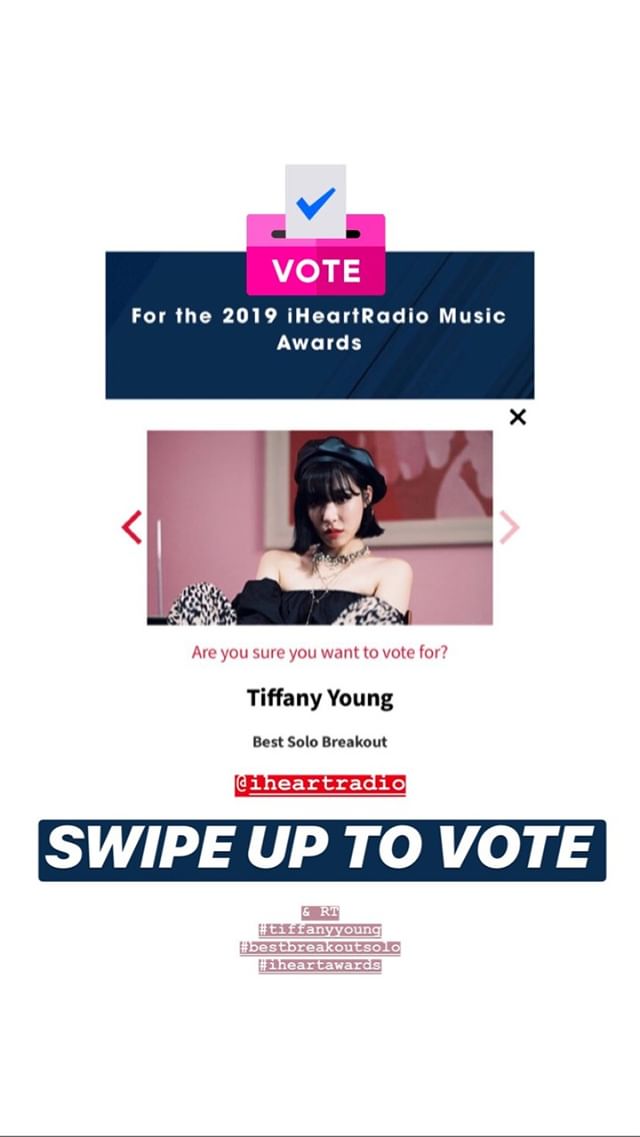 VOTE
For the 2019 iHeartRadio Music
Awards
Are you sure you want to vote for?
Tiffany Young
Best Solo Breakout
@iheartradio
SWIPE UP TO VOTE
& RT
#tiffanyyoung
#bestbreakoutsolo
#iheartawards